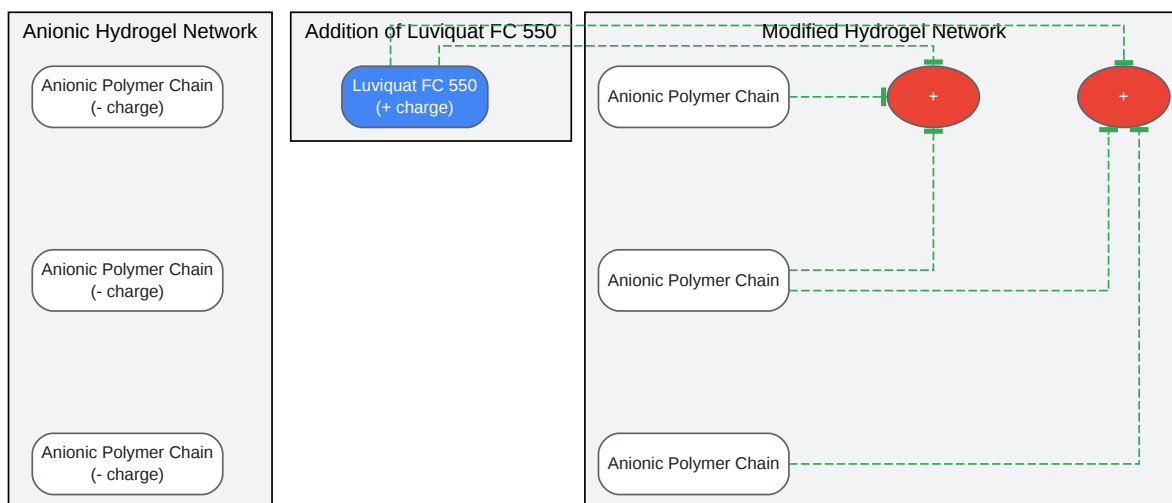 Anionic Hydrogel Network
Anionic Polymer Chain
(- charge)
Anionic Polymer Chain
(- charge)
Anionic Polymer Chain
(- charge)
Addition of Luviquat FC 550
Luviquat FC 550
(+ charge)
Modified Hydrogel Network
Anionic Polymer Chain
+
+
Anionic Polymer Chain
Anionic Polymer Chain